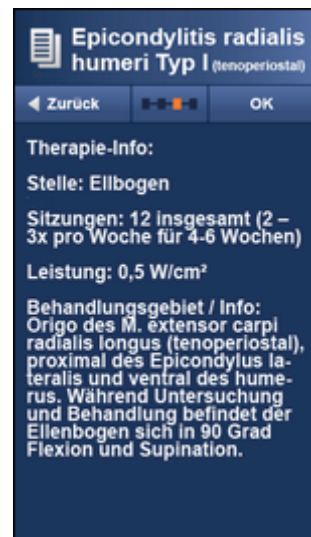 Epicondylitis radialis
humeri Typ I (tenoperiostal)
Zurück
OK
Therapie-Info:
Stelle: Ellbogen
Sitzungen: 12 insgesamt (2 –
3x pro Woche für 4-6 Wochen)
Leistung: 0,5 W/cm²
Behandlungsgebiet / Info:
Origo des M. extensor carpi
radialis longus (tenoperiostal),
proximal des Epicondylus la-
teralis und ventral des hume-
rus. Während Untersuchung
und Behandlung befindet der
Ellenbogen sich in 90 Grad
Flexion und Supination.